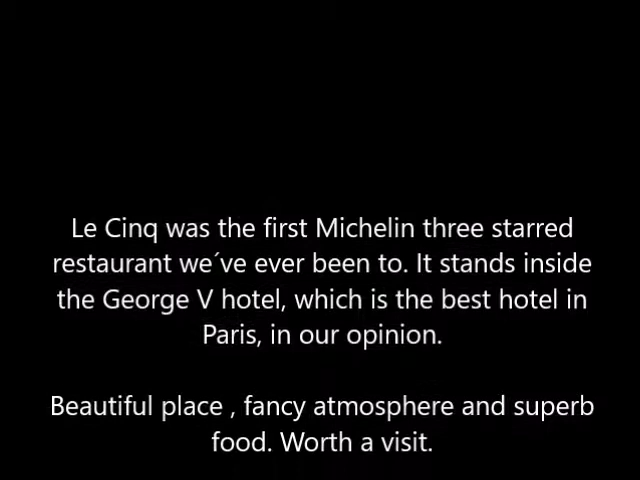 Le Cinq was the first Michelin three starred
restaurant we´ve ever been to. It stands inside
the George V hotel, which is the best hotel in
Paris, in our opinion.
Beautiful place , fancy atmosphere and superb
food. Worth a visit.